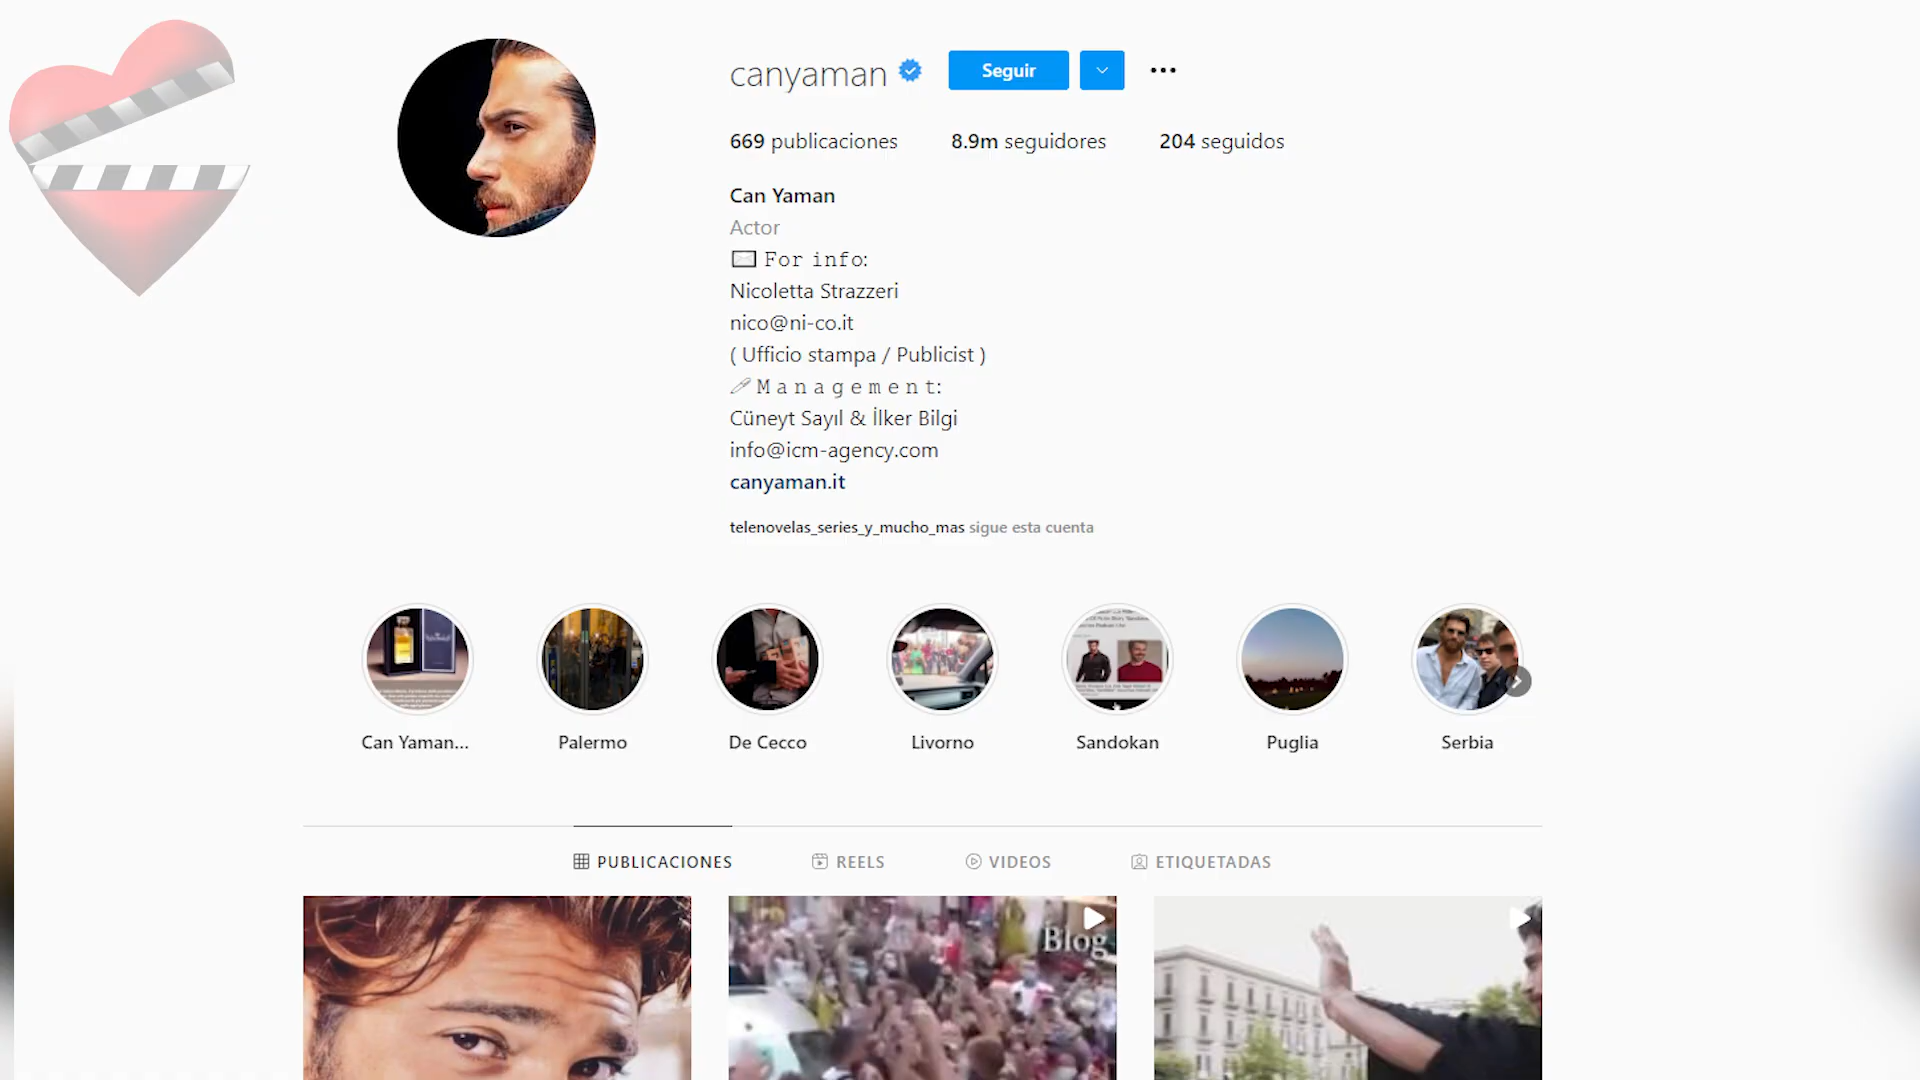 canyaman Seguir
669 publicaciones 8.9m seguidores 204 seguidos
Can Yaman
Actor
For info:
Nicoletta Strazzeri
nico@ni-co.it
( Ufficio stampa / Publicist )
Management:
Cüneyt Sayıl & İlker Bilgi
info@icm-agency.com
canyaman.it
telenovelas_series_y_mucho_mas sigue esta cuenta
Can Yaman... Palermo De Cecco Livorno Sandokan Puglia Serbia
PUBLICACIONES REELS VIDEOS ETIQUETADAS
Blog